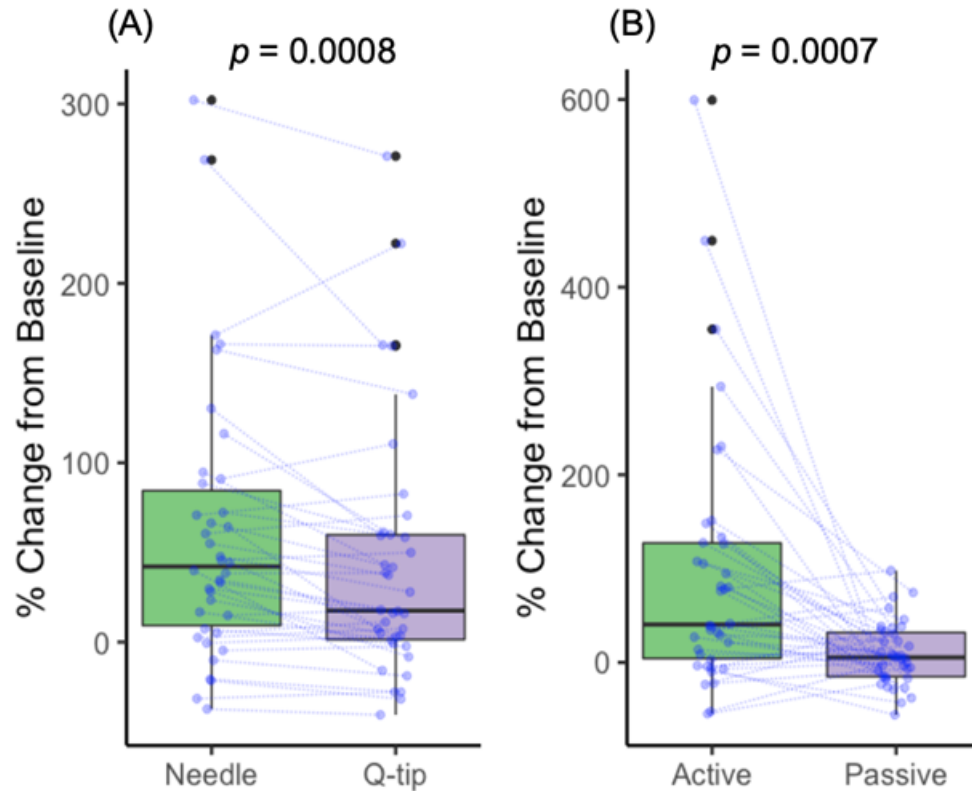 (A)
p = 0.0008
% Change from Baseline
300
200
100
0
Needle
Q-tip
(B)
p = 0.0007
% Change from Baseline
600
400
200
0
Active
Passive